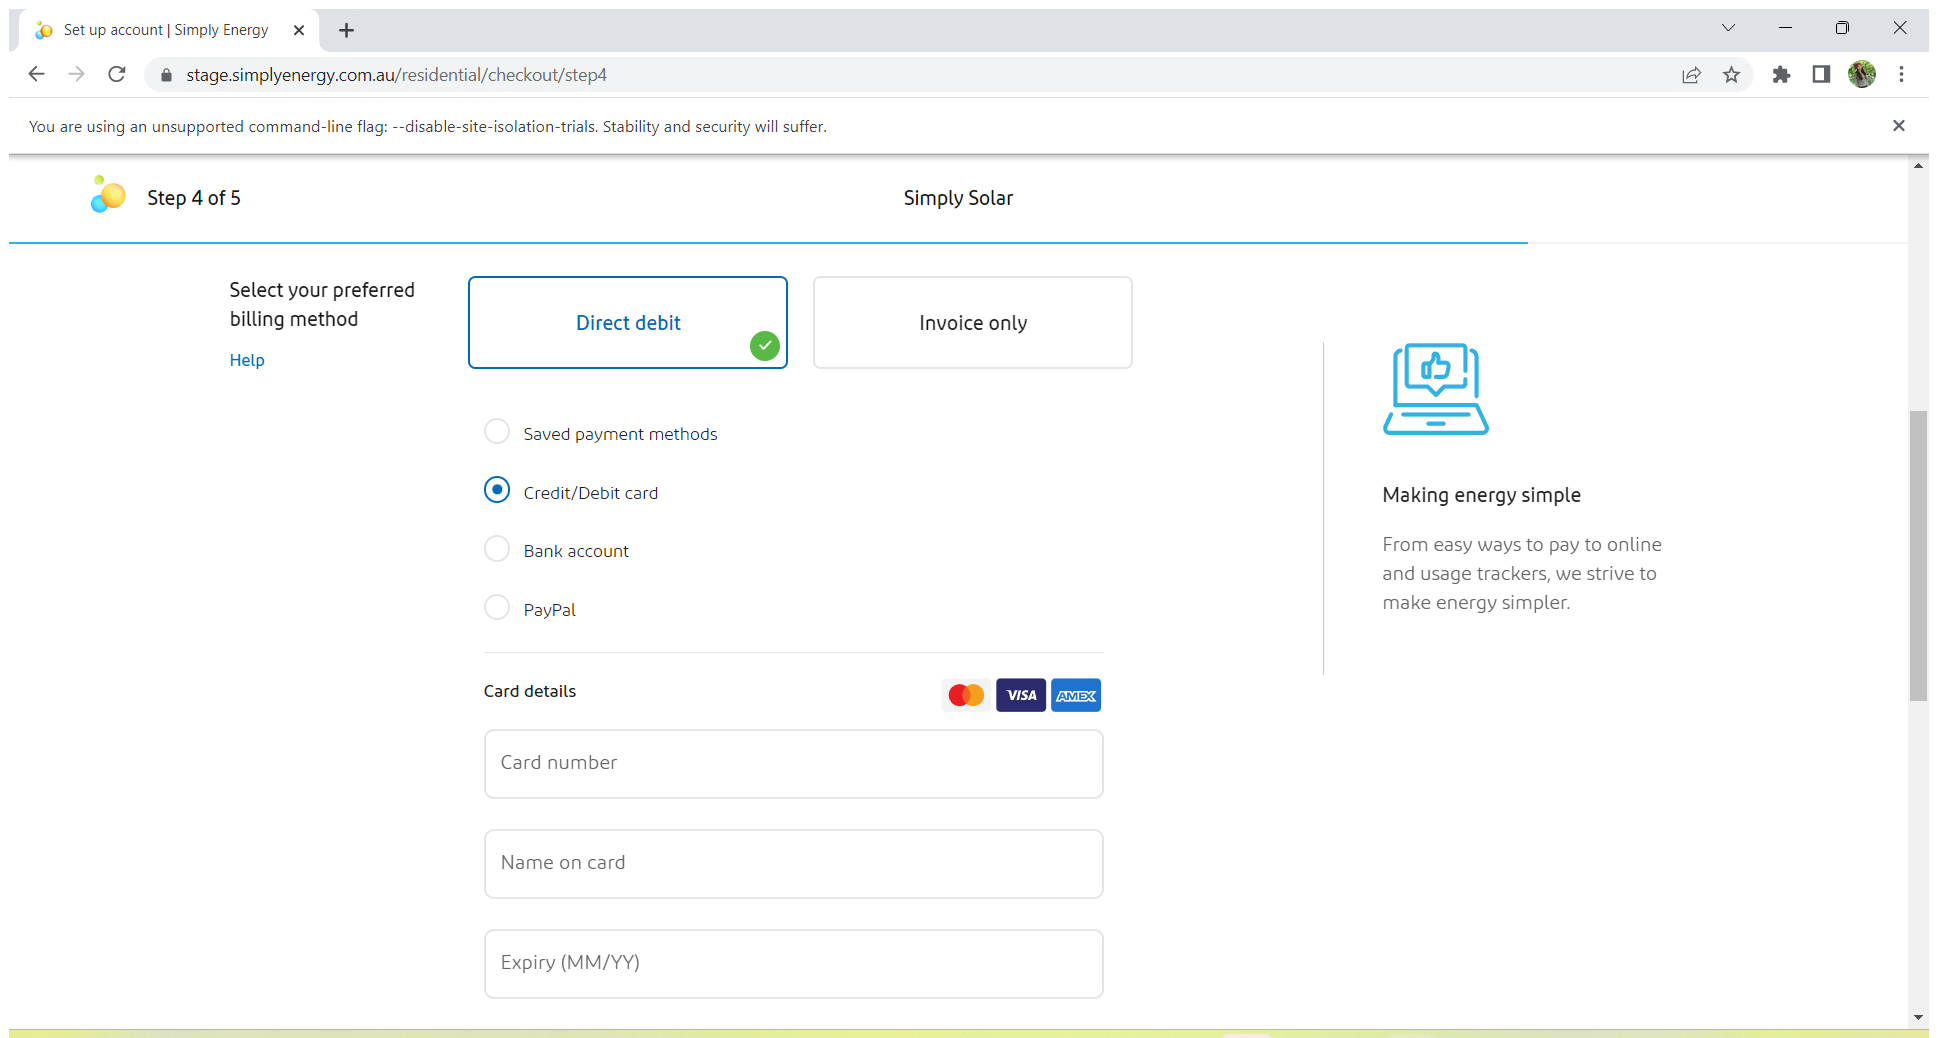 Set up account | Simply Energy
stage.simplyenergy.com.au/residential/checkout/step4
You are using an unsupported command-line flag: --disable-site-isolation-trials. Stability and security will suffer.
Step 4 of 5
Simply Solar
Select your preferred
billing method
Help
Direct debit
Invoice only
Saved payment methods
Credit/Debit card
Bank account
PayPal
Making energy simple
From easy ways to pay to online
and usage trackers, we strive to
make energy simpler.
Card details
VISA
AMEX
Card number
Name on card
Expiry (MM/YY)